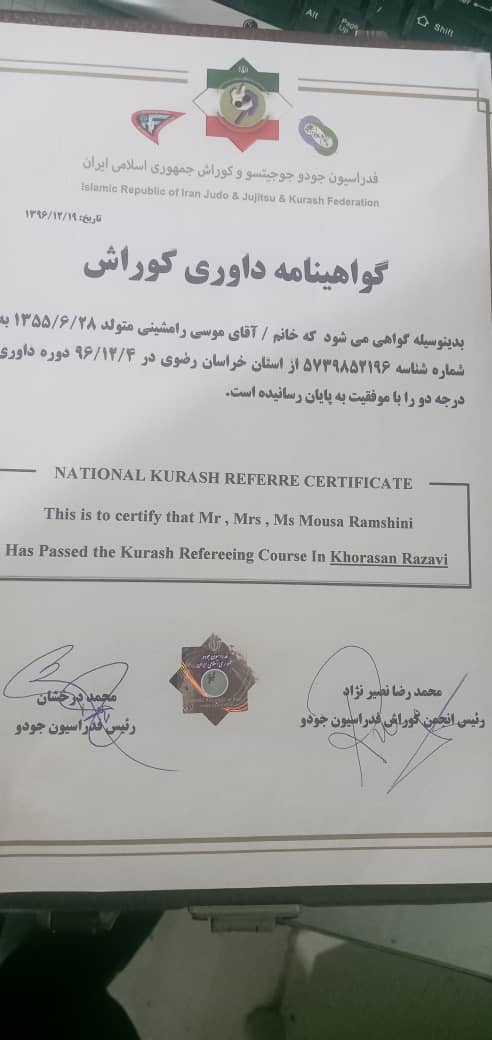 Alt
Page
Up
Shift
فدراسیون جودو جوجیتسو و کوراش جمهوری اسلامی ایران
Islamic Republic of Iran Judo & Jujitsu & Kurash Federation
تاریخ: ۱۳۹۶/۱۲/۱۹
گواهینامه داوری کوراش
بدینوسیله گواهی می شود که خانم / آقای موسی رامشینی متولد ۱۳۵۵/۶/۲۸ به
شماره شناسه ۵۷۳۹۸۵۲۱۹۶ از استان خراسان رضوی در ۹۶/۱۲/۴ دوره داوری
درجه دو را با موفقیت به پایان رسانیده است.
NATIONAL KURASH REFERRE CERTIFICATE
This is to certify that Mr , Mrs , Ms Mousa Ramshini
Has Passed the Kurash Refereeing Course In Khorasan Razavi
محمد رضا نصیر نژاد
رئیس انجمن کوراش فدراسیون جودو
محمد درخشان
رئیس فدراسیون جودو